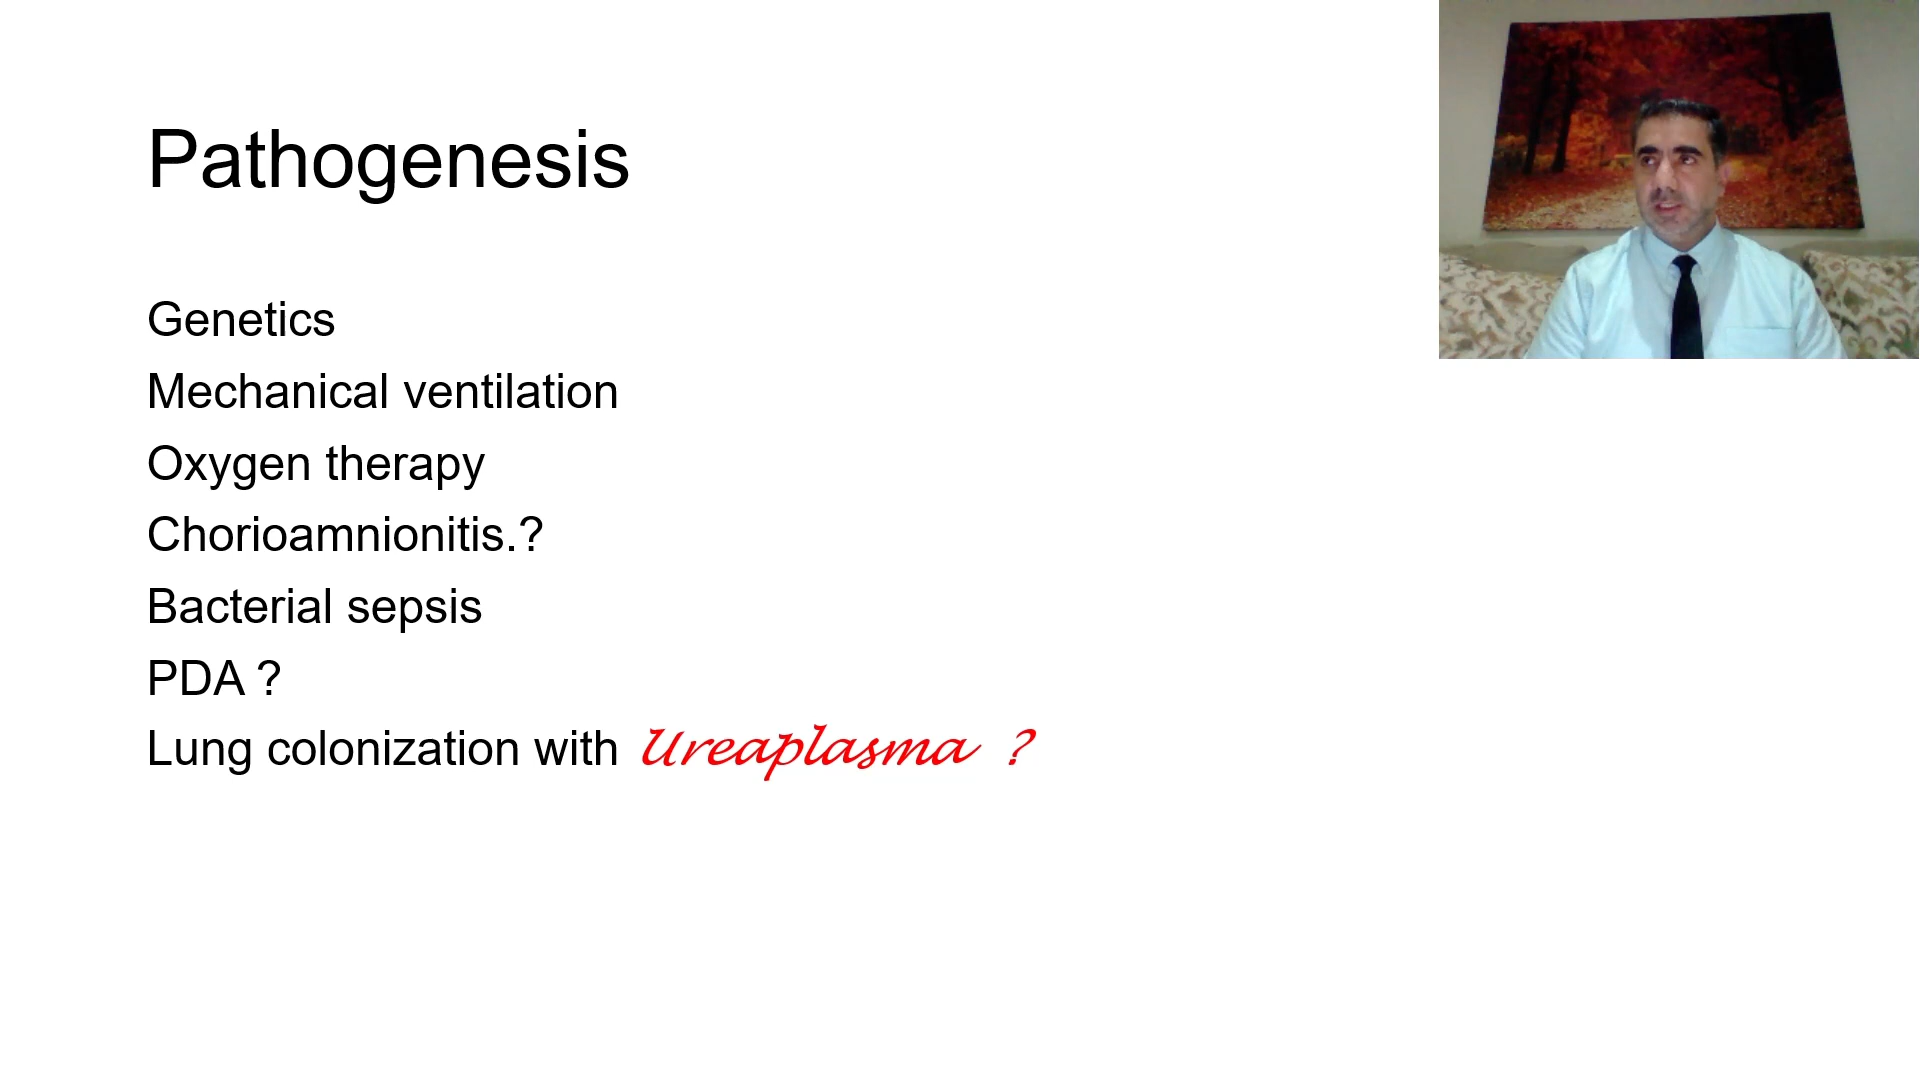 Pathogenesis
Genetics
Mechanical ventilation
Oxygen therapy
Chorioamnionitis.?
Bacterial sepsis
PDA ?
Lung colonization with Ureaplasma ?